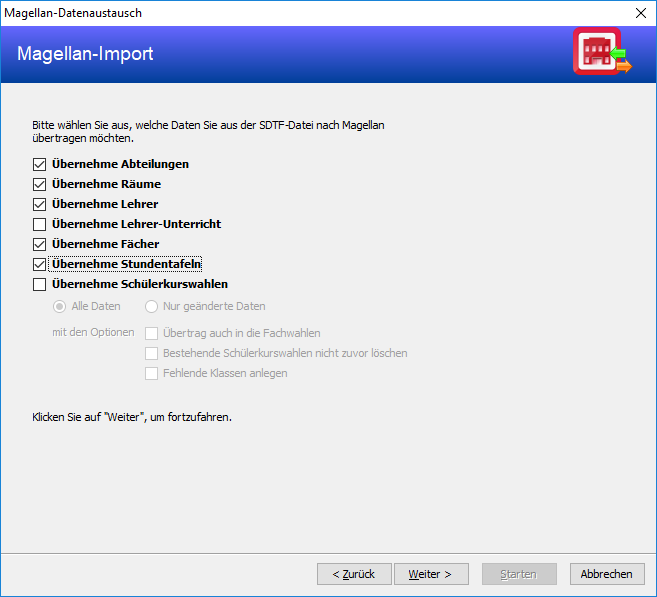 Magellan-Datenaustausch
Magellan-Import
Bitte wählen Sie aus, welche Daten Sie aus der SDTF-Datei nach Magellan
übertragen möchten.
Übernehme Abteilungen
Übernehme Räume
Übernehme Lehrer
Übernehme Lehrer-Unterricht
Übernehme Fächer
Übernehme Stundentafeln
Übernehme Schülerkurswahlen
Alle Daten Nur geänderte Daten
mit den Optionen Übertrag auch in die Fachwahlen
Bestehende Schülerkurswahlen nicht zuvor löschen
Fehlende Klassen anlegen
Klicken Sie auf "Weiter", um fortzufahren.
< Zurück Weiter > Starten Abbrechen